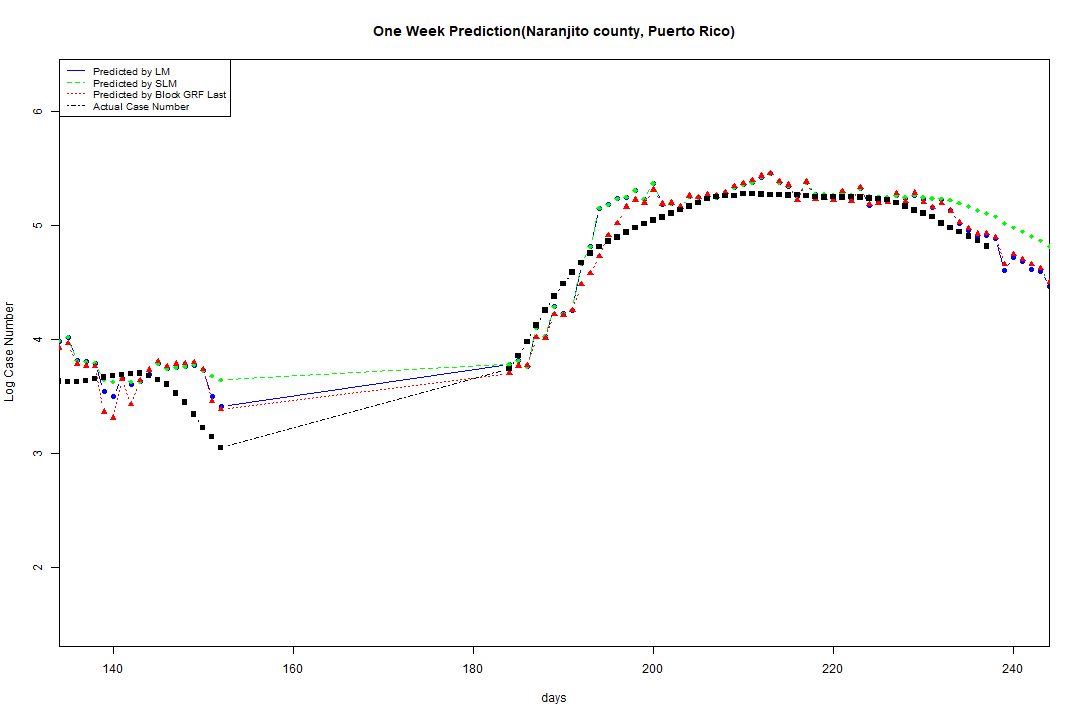 One Week Prediction(Naranjito county, Puerto Rico)
Predicted by LM
Predicted by SLM
Predicted by Block GRF Last
Actual Case Number
6
5
4
3
2
Log Case Number
140 160 180 200 220 240
days